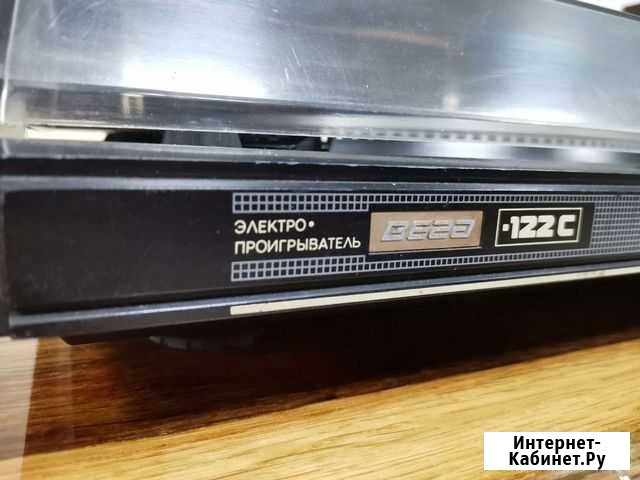 ЭЛЕКТРО•
ПРОИГРЫВАТЕЛЬ
ВЕГА
-122С
Интернет-
Кабинет.Ру